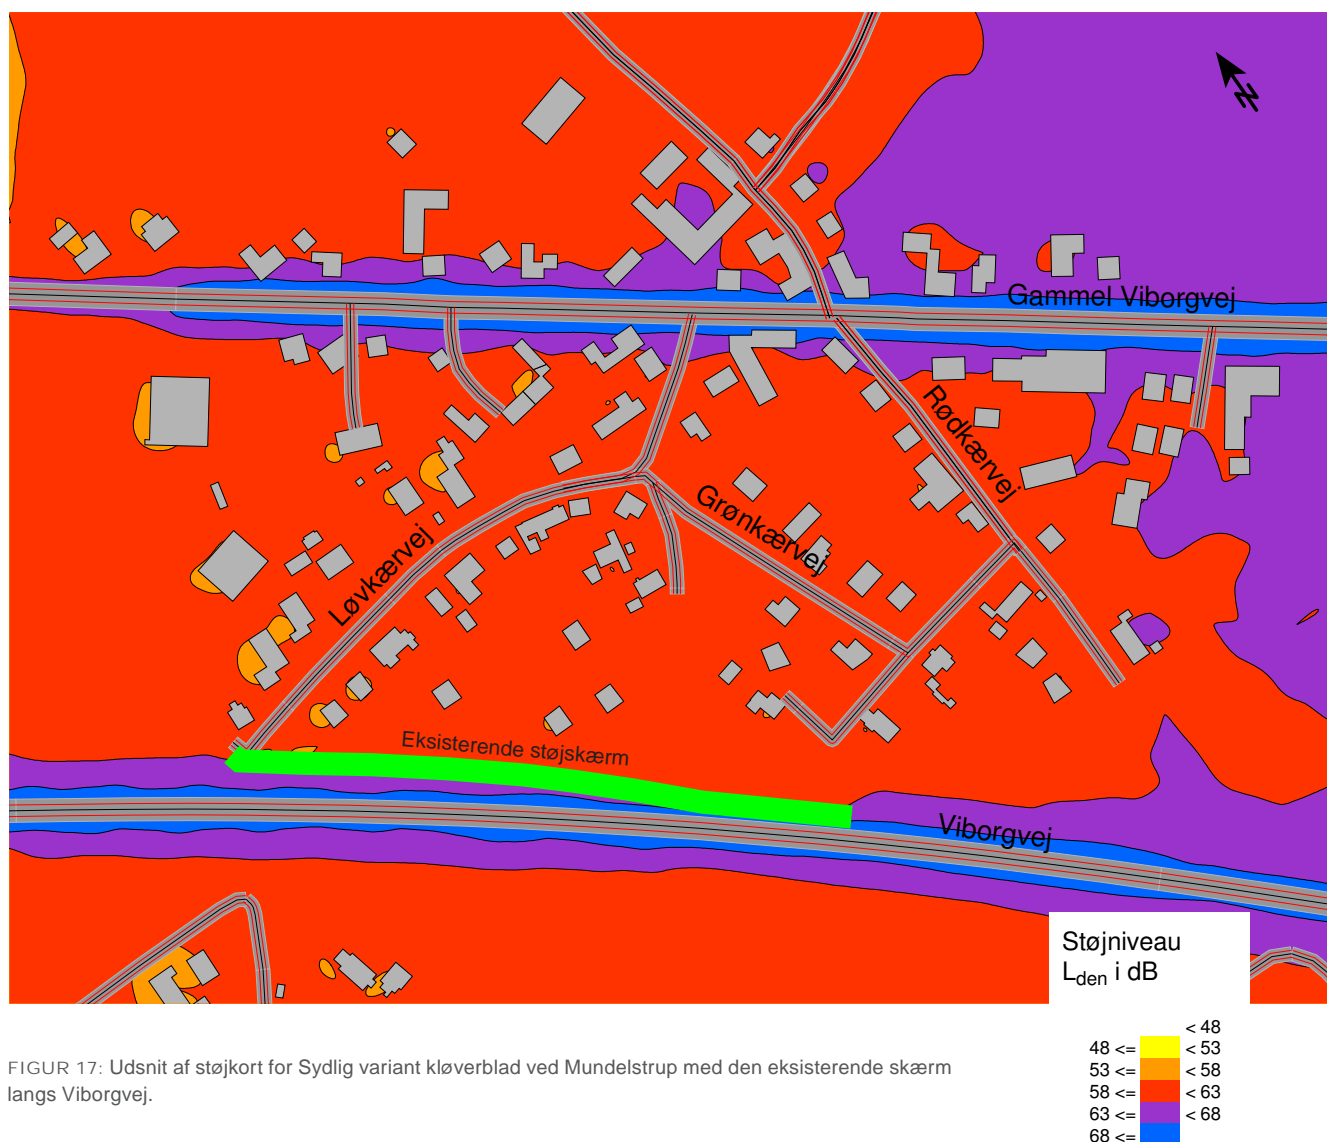 N
Gammel Viborgvej
Rødkærvej
Grønkærvej
Løvkærvej
Eksisterende støjskærm
Viborgvej
Støjniveau
Lden i dB
< 48
48 <= < 53
53 <= < 58
58 <= < 63
63 <= < 68
68 <=
FIGUR 17: Udsnit af støjkort for Sydlig variant kløverblad ved Mundelstrup med den eksisterende skærm
langs Viborgvej.